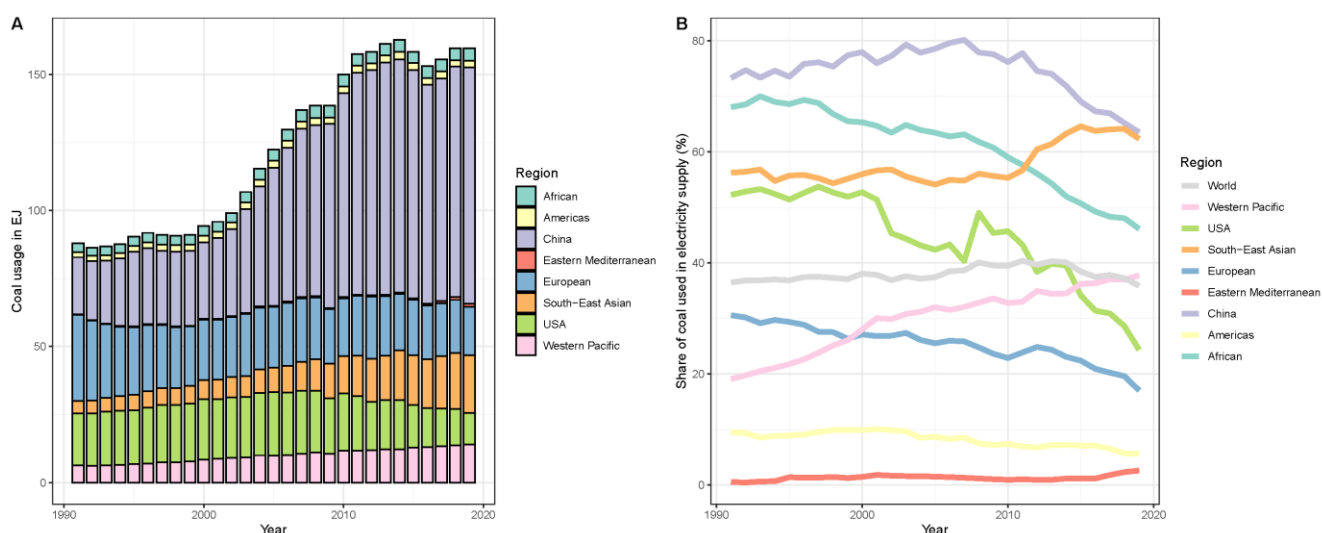 A
Coal usage in EJ
150
100
50
0
1990
2000
2010
2020
Year
Region
African
Americas
China
Eastern Mediterranean
European
South-East Asian
USA
Western Pacific
B
Share of coal used in electricity supply (%)
80
60
40
20
0
1990
2000
2010
2020
Year
Region
World
Western Pacific
USA
South-East Asian
European
Eastern Mediterranean
China
Americas
African